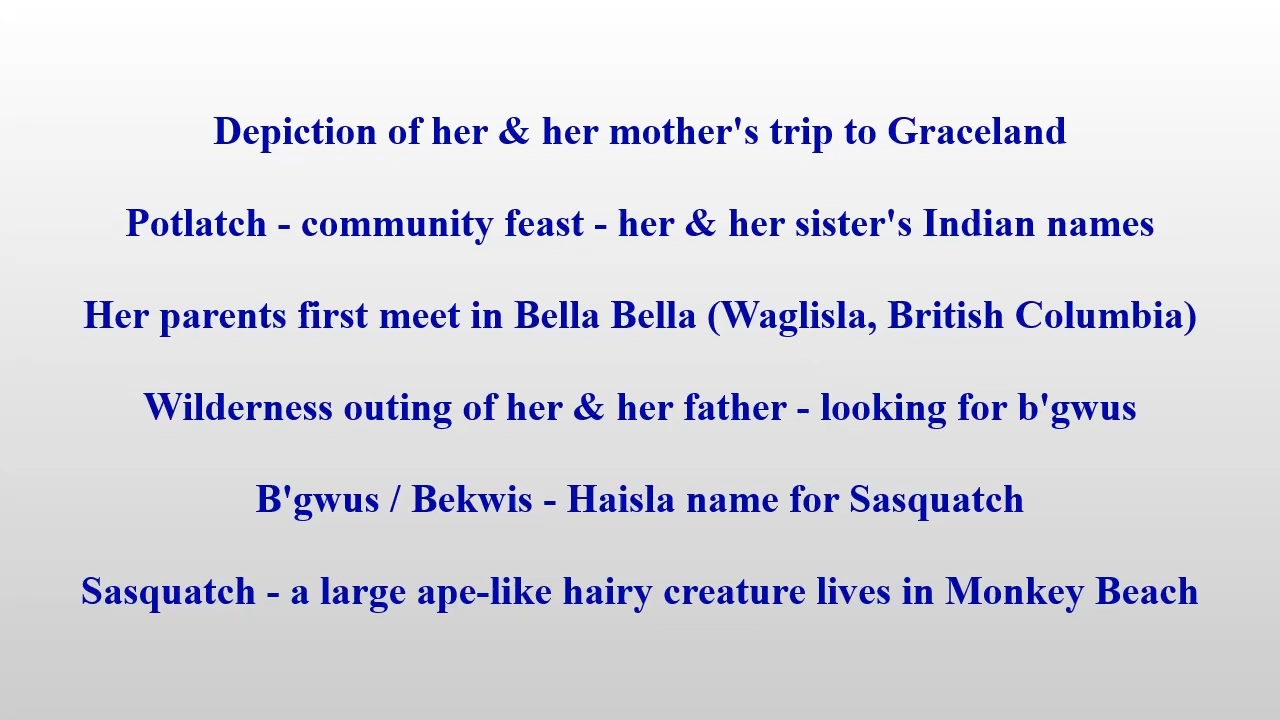 Depiction of her & her mother's trip to Graceland
Potlatch - community feast - her & her sister's Indian names
Her parents first meet in Bella Bella (Waglisla, British Columbia)
Wilderness outing of her & her father - looking for b'gwus
B'gwus / Bekwis - Haisla name for Sasquatch
Sasquatch - a large ape-like hairy creature lives in Monkey Beach